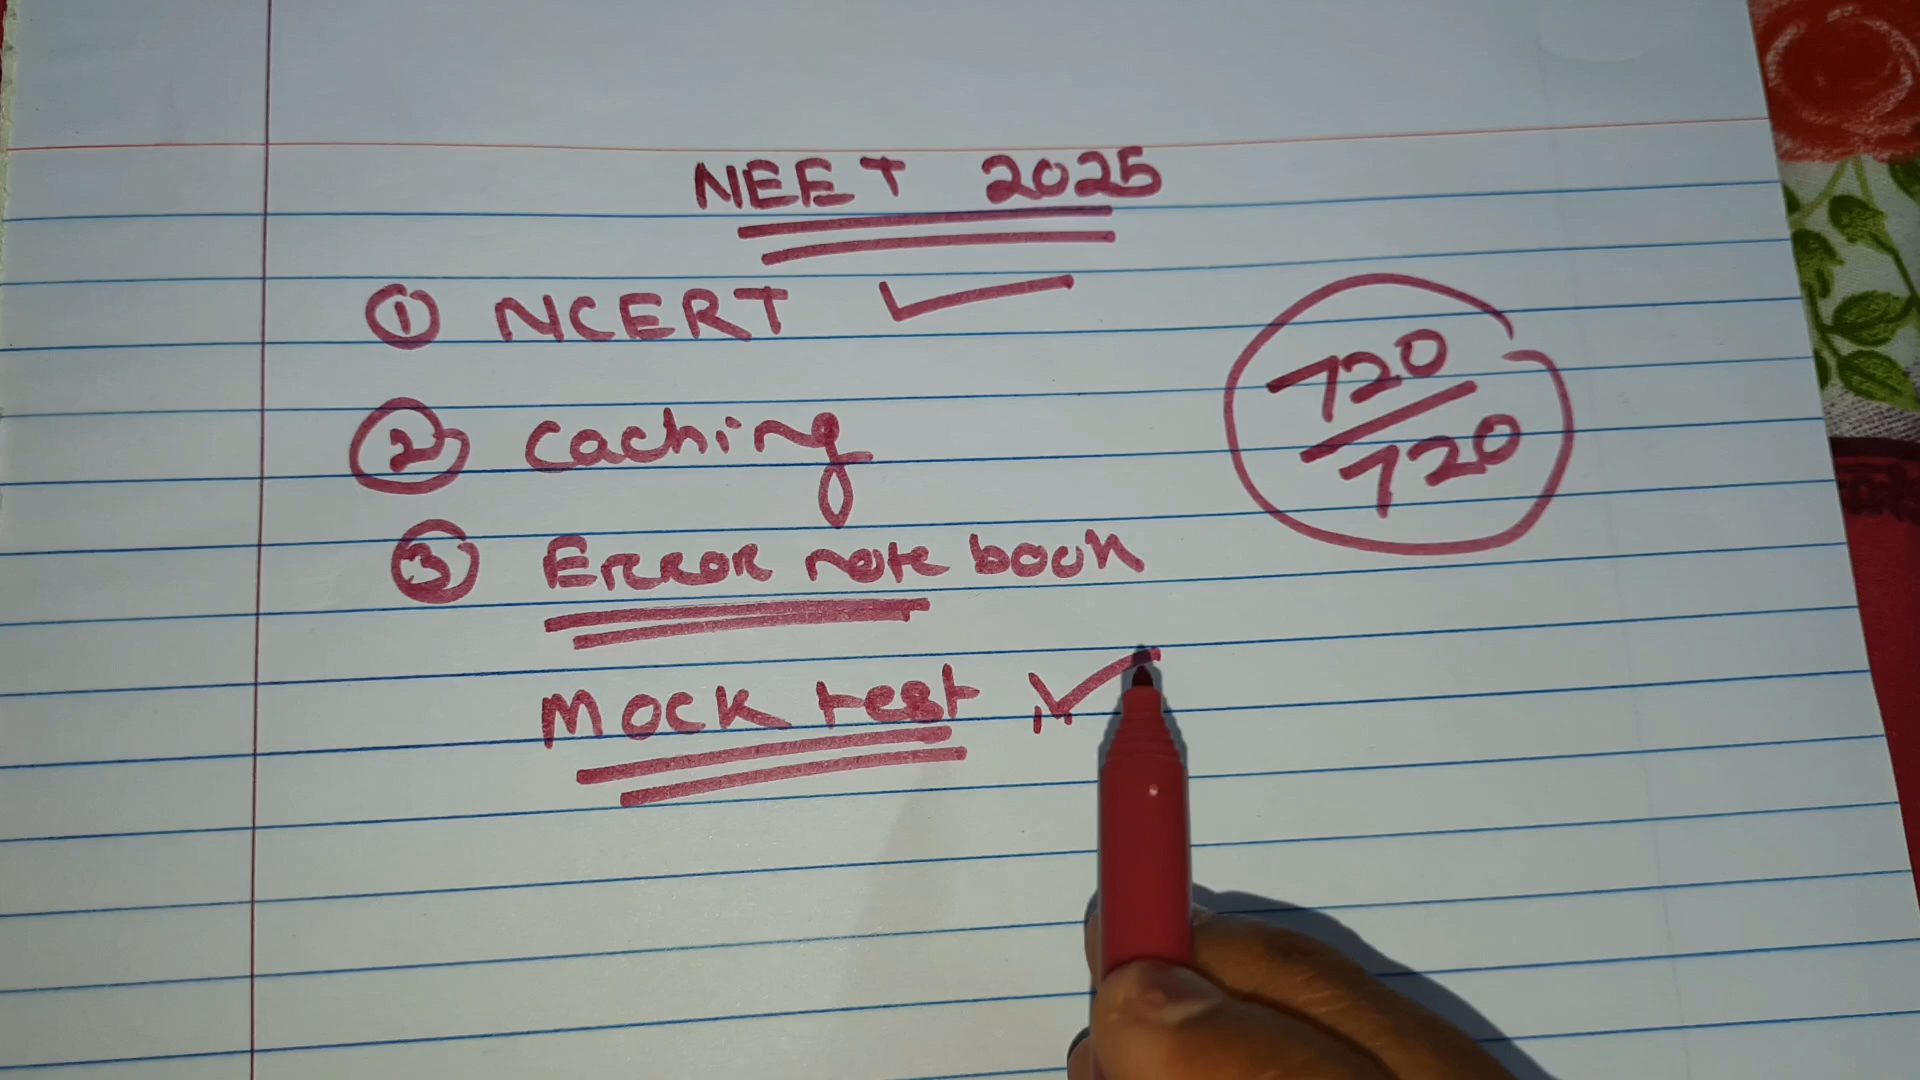 NEET 2025
① NCERT ✓
② Caching
③ Error note book
Mock test ✓
720
720